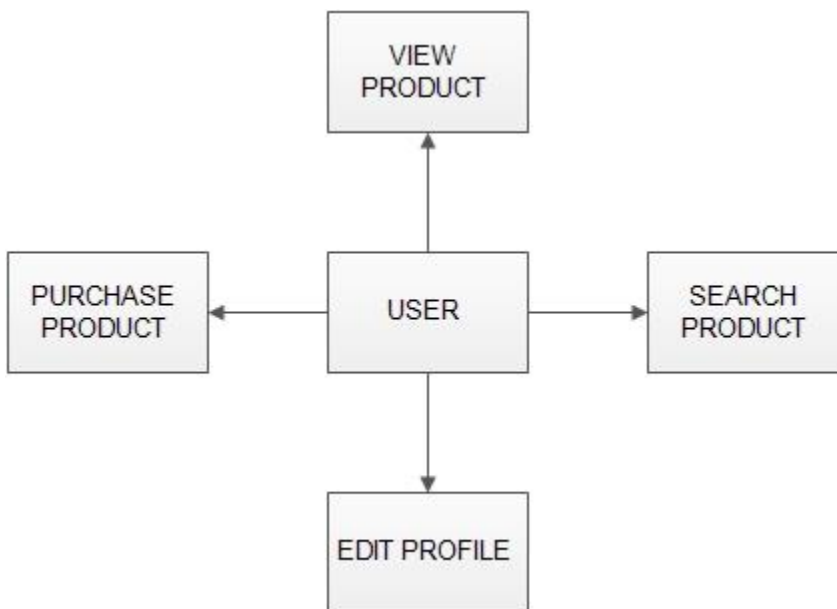 VIEW
PRODUCT
PURCHASE
PRODUCT
USER
SEARCH
PRODUCT
EDIT PROFILE